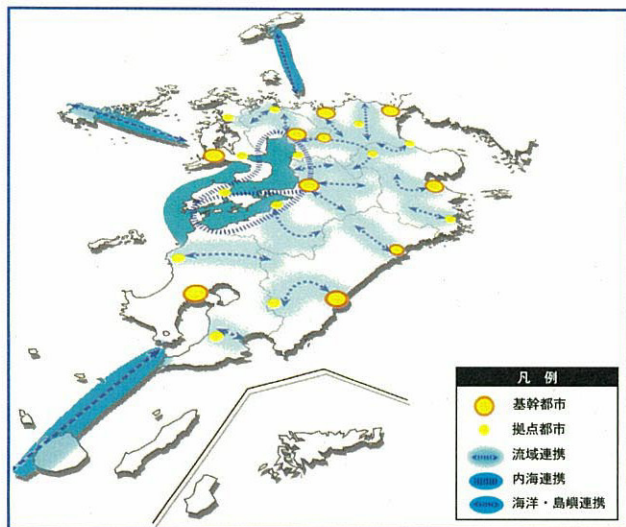 凡例
基幹都市
拠点都市
流域連携
内海連携
海洋・島嶼連携